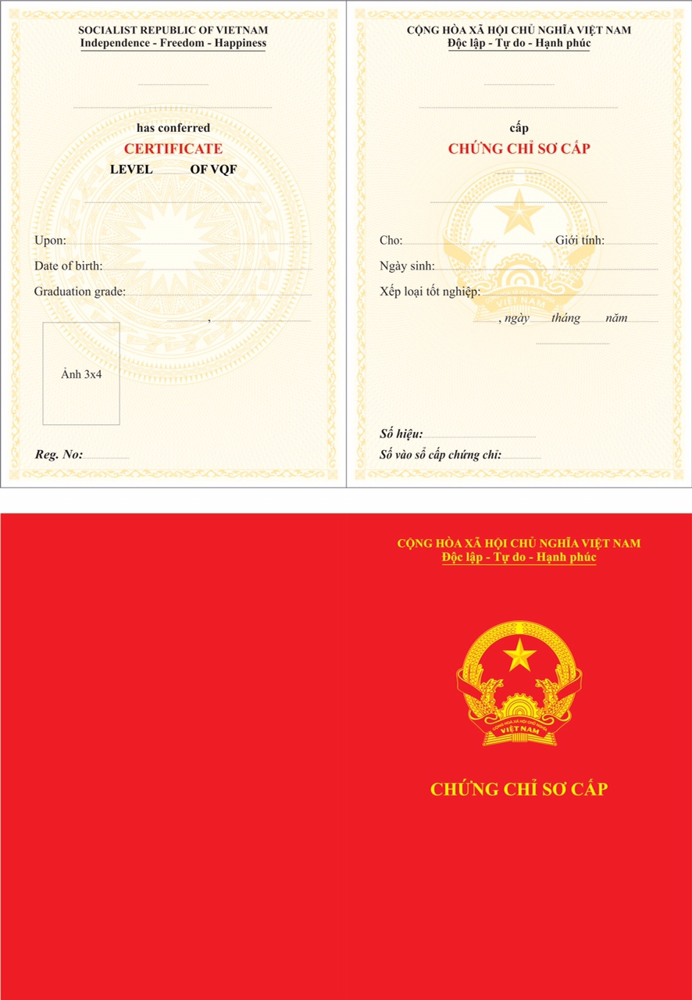 SOCIALIST REPUBLIC OF VIETNAM
Independence - Freedom - Happiness
has conferred
CERTIFICATE
LEVEL OF VQF
Upon:
Date of birth:
Graduation grade:
,
Ảnh 3x4
Reg. No:
CỘNG HÒA XÃ HỘI CHỦ NGHĨA VIỆT NAM
Độc lập - Tự do - Hạnh phúc
cấp
CHỨNG CHỈ SƠ CẤP
Cho: Giới tính:
Ngày sinh:
Xếp loại tốt nghiệp:
VIỆT NAM
, ngày tháng năm
Số hiệu:
Số vào sổ cấp chứng chỉ:
CỘNG HÒA XÃ HỘI CHỦ NGHĨA VIỆT NAM
Độc lập - Tự do - Hạnh phúc
CỘNG HOÀ XÃ HỘI CHỦ NGHĨA
VIỆT NAM
CHỨNG CHỈ SƠ CẤP